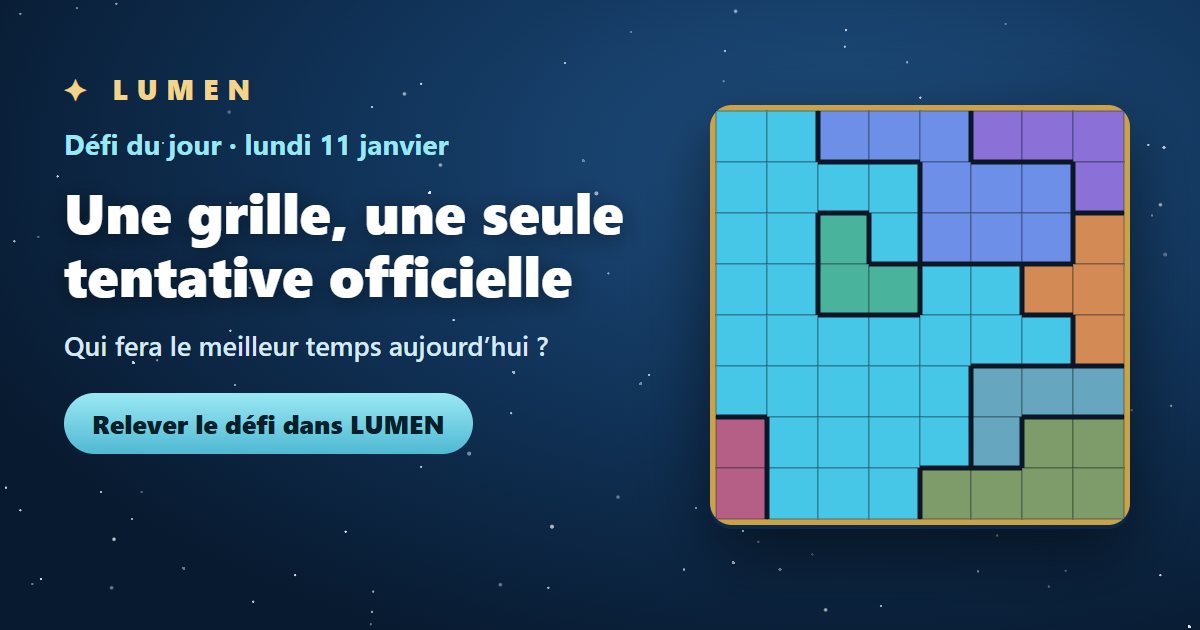 ✦ LUMEN
Défi du jour · lundi 11 janvier
Une grille, une seule
tentative officielle
Qui fera le meilleur temps aujourd’hui ?
Relever le défi dans LUMEN